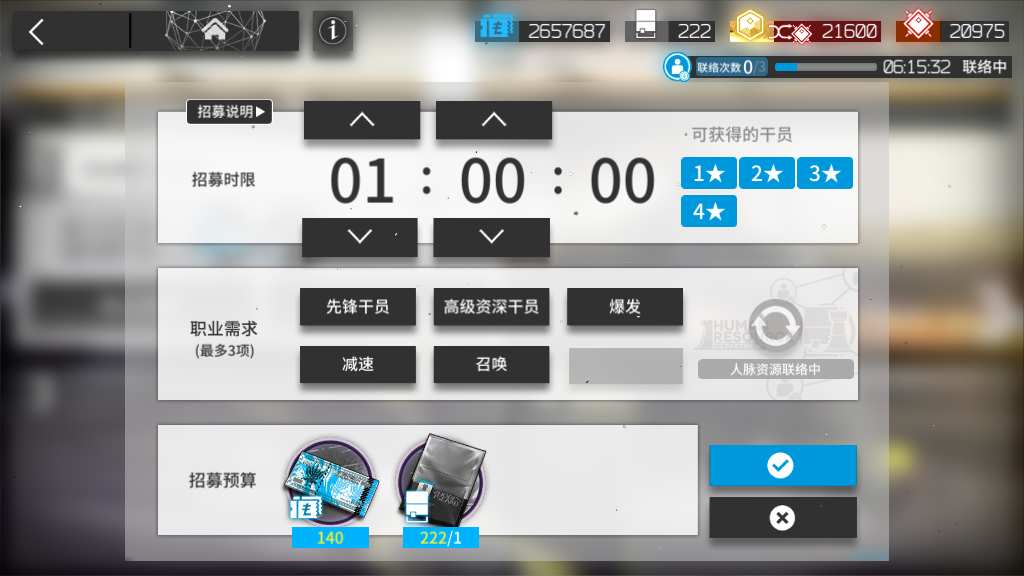 2657687
222
21600
20975
联络次数0/3
06:15:32 联络中
招募说明
招募时限
01 : 00 : 00
·可获得的干员
1★ 2★ 3★
4★
职业需求
(最多3项)
先锋干员
高级资深干员
爆发
减速
召唤
HUMAN
RESOURCE
人脉资源联络中
招募预算
140
222/1